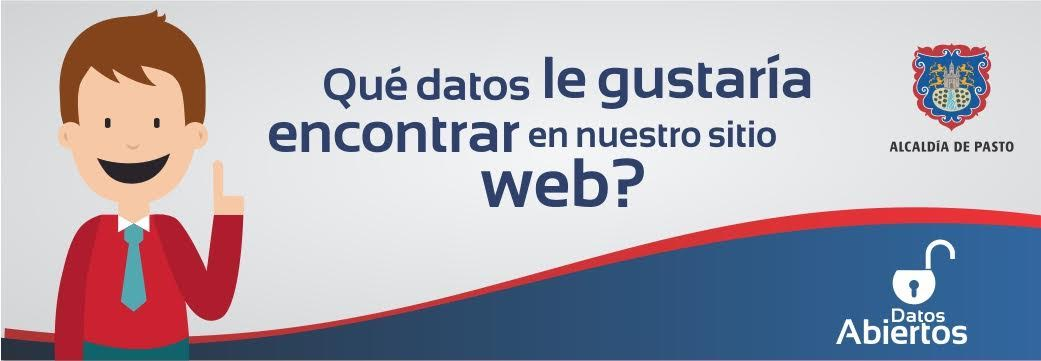 Qué datos le gustaría
encontrar en nuestro sitio
web?
ALCALDÍA DE PASTO
Datos
Abiertos